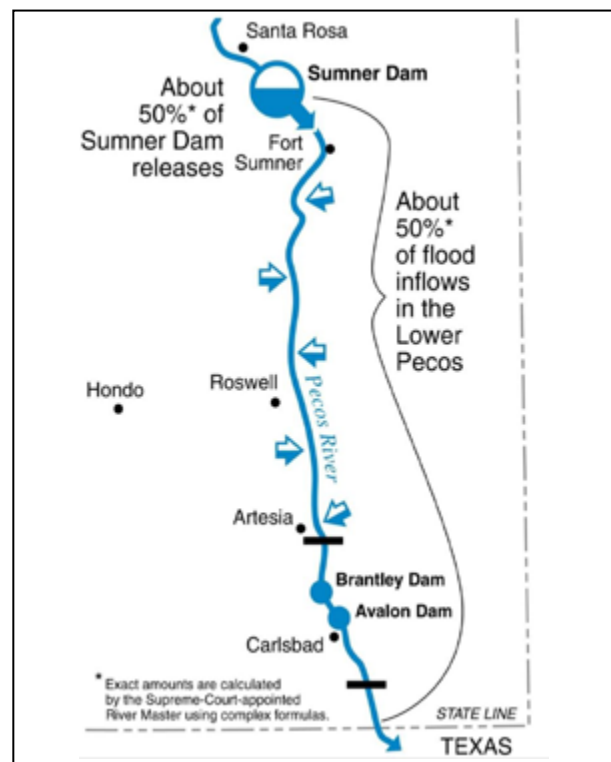 Santa Rosa
Sumner Dam
About
50%* of
Sumner Dam
releases
Fort
Sumner
About
50%*
of flood
inflows
in the
Lower
Pecos
Hondo
Roswell
Pecos River
Artesia
Brantley Dam
Avalon Dam
Carlsbad
* Exact amounts are calculated
by the Supreme-Court-appointed
River Master using complex formulas.
STATE LINE
TEXAS